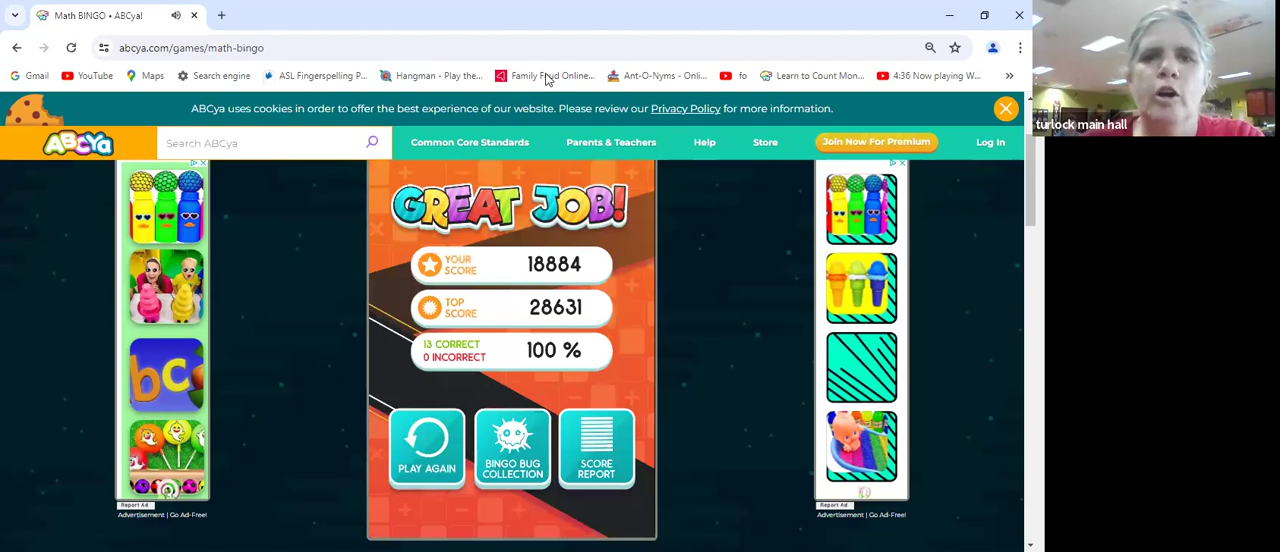 Math BINGO • ABCya!
abcya.com/games/math-bingo
Gmail
YouTube
Maps
Search engine
ASL Fingerspelling P...
Hangman - Play the...
Family Feud Online...
Ant-O-Nyms - Onli...
fo
Learn to Count Mon...
4:36 Now playing W...
turlock main hall
ABCya uses cookies in order to offer the best experience of our website. Please review our Privacy Policy for more information.
ABCya
Search ABCya
Common Core Standards
Parents & Teachers
Help
Store
Join Now For Premium
Log In
GREAT JOB!
YOUR SCORE 18884
TOP SCORE 28631
13 CORRECT
0 INCORRECT
100 %
PLAY AGAIN
BINGO BUG
COLLECTION
SCORE
REPORT
bc
Report Ad
Advertisement | Go Ad-Free!
Report Ad
Advertisement | Go Ad-Free!